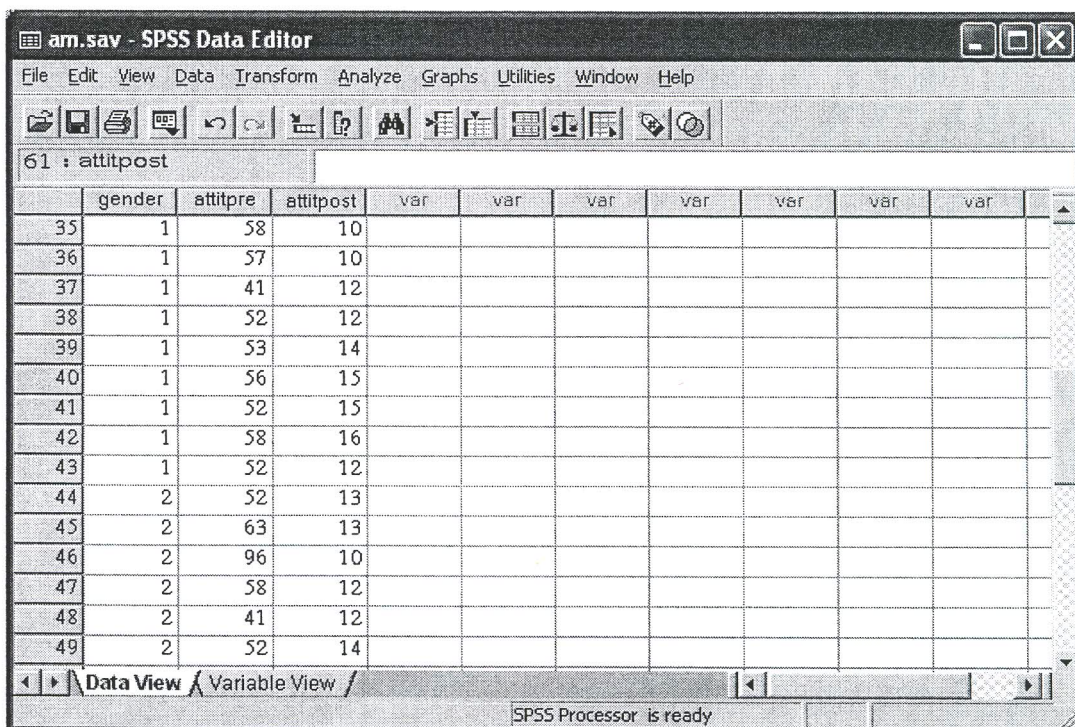 am.sav - SPSS Data Editor
File Edit View Data Transform Analyze Graphs Utilities Window Help
61 : attitpost
gender attitpre attitpost var var var var var var var
35 1 58 10
36 1 57 10
37 1 41 12
38 1 52 12
39 1 53 14
40 1 56 15
41 1 52 15
42 1 58 16
43 1 52 12
44 2 52 13
45 2 63 13
46 2 96 10
47 2 58 12
48 2 41 12
49 2 52 14
Data View Variable View
SPSS Processor is ready